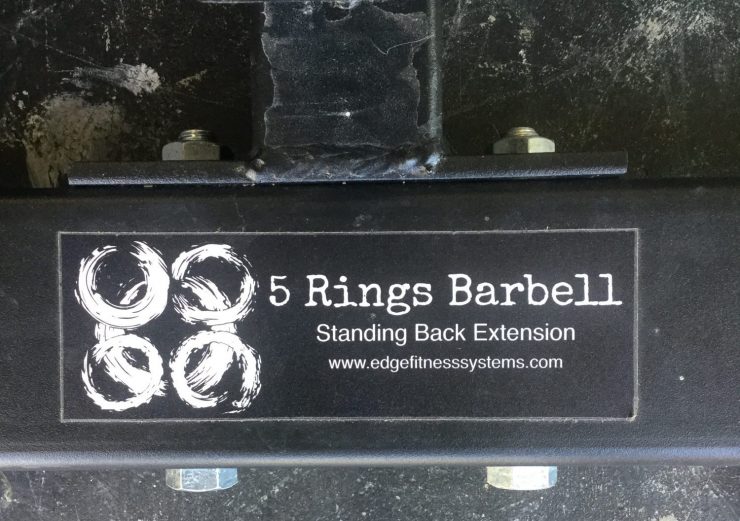 5 Rings Barbell
Standing Back Extension
www.edgefitnesssystems.com